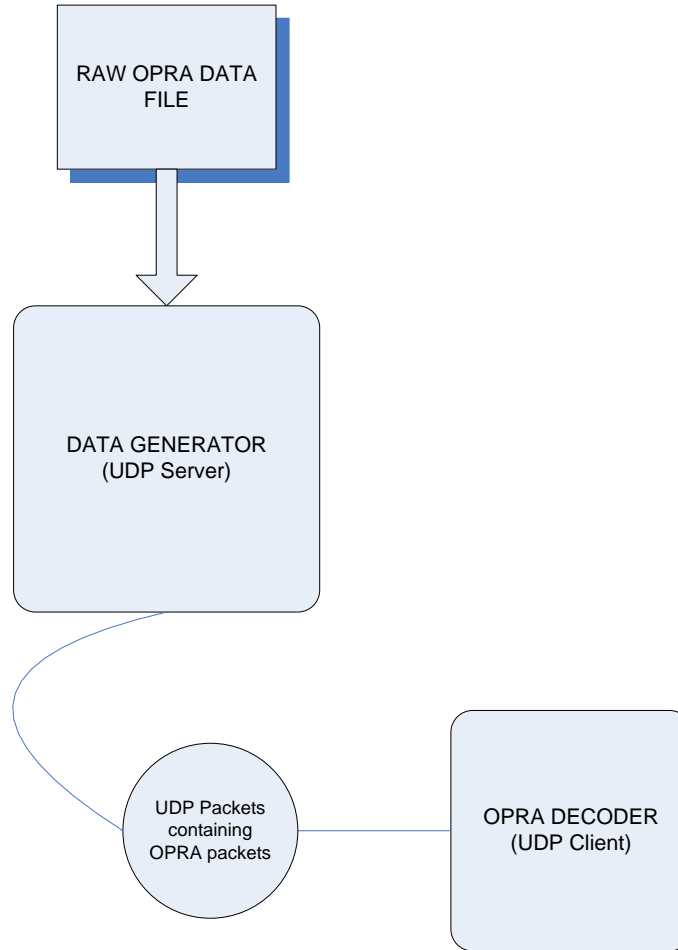 RAW OPRA DATA
FILE
DATA GENERATOR
(UDP Server)
UDP Packets
containing
OPRA packets
OPRA DECODER
(UDP Client)